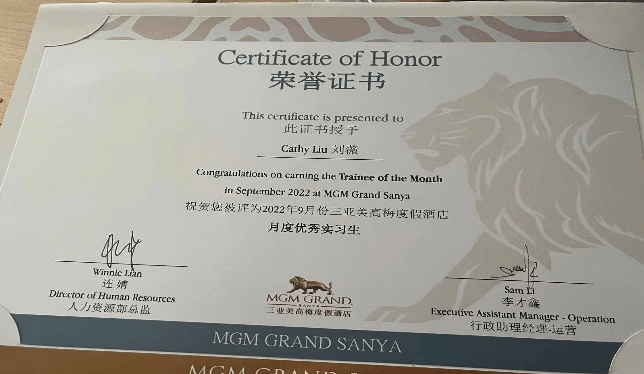 Certificate of Honor
荣誉证书
This certificate is presented to
此证书授予
Cathy Liu 刘薇
Congratulations on earning the Trainee of the Month
in September 2022 at MGM Grand Sanya
祝贺您被评为2022年9月份三亚美高梅度假酒店
月度优秀实习生
Winnie Lian
连婧
Director of Human Resources
人力资源部总监
MGM GRAND
SANYA
三亚美高梅度假酒店
Sam Li
李才鑫
Executive Assistant Manager - Operation
行政助理经理-运营
MGM GRAND SANYA
MGM GRAND